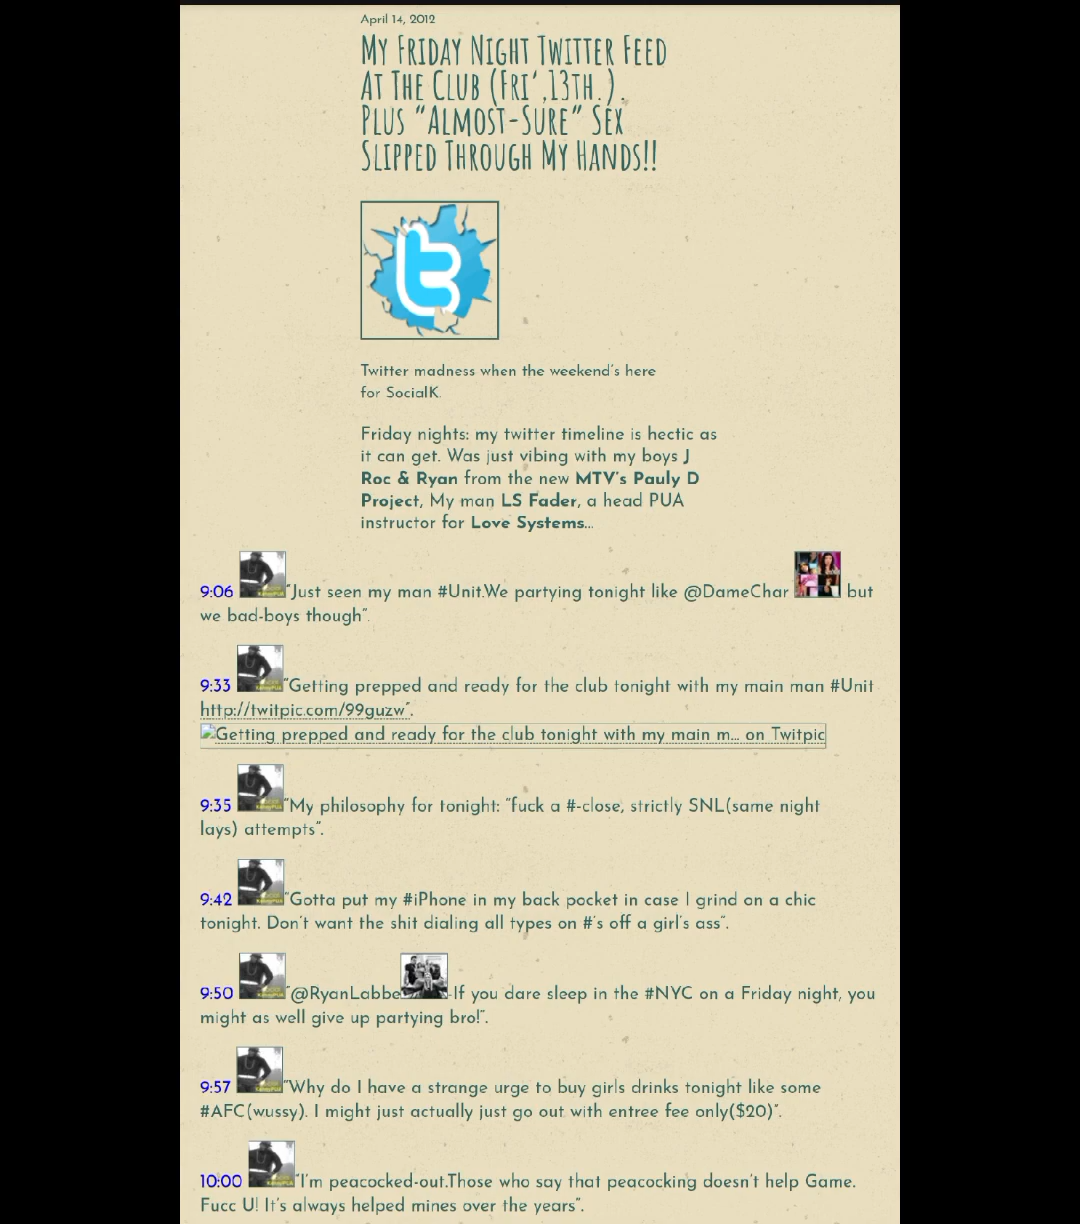 April 14, 2012
My Friday Night Twitter Feed
At The Club (Fri’,13th.).
Plus “Almost-Sure” Sex
Slipped Through My Hands!!
Twitter madness when the weekend’s here
for SocialK.
Friday nights: my twitter timeline is hectic as
it can get. Was just vibing with my boys J
Roc & Ryan from the new MTV’s Pauly D
Project, My man LS Fader, a head PUA
instructor for Love Systems…
9:06 “Just seen my man #Unit.We partying tonight like @DameChar but
we bad-boys though”.
9:33 “Getting prepped and ready for the club tonight with my main man #Unit
http://twitpic.com/99guzw”.
Getting prepped and ready for the club tonight with my main m... on Twitpic
9:35 “My philosophy for tonight: “fuck a #-close, strictly SNL(same night
lays) attempts”.
9:42 “Gotta put my #iPhone in my back pocket in case I grind on a chic
tonight. Don’t want the shit dialing all types on #’s off a girl’s ass”.
9:50 “@RyanLabbe -If you dare sleep in the #NYC on a Friday night, you
might as well give up partying bro!”.
9:57 “Why do I have a strange urge to buy girls drinks tonight like some
#AFC(wussy). I might just actually just go out with entree fee only($20)”.
10:00 “I’m peacocked-out.Those who say that peacocking doesn’t help Game.
Fucc U! It’s always helped mines over the years”.